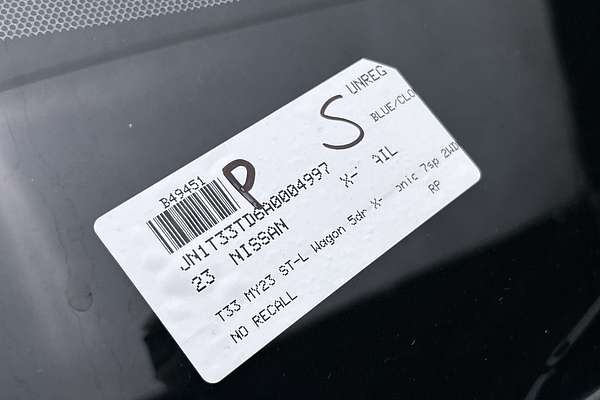 UNREG
BLUE/CLO
S
P
B49451
JN1T33TD6A0004997
X- AIL
23 NISSAN
T33 MY23 ST-L Wagon 5dr X- onic 7sp 2WD
NO RECALL
RP